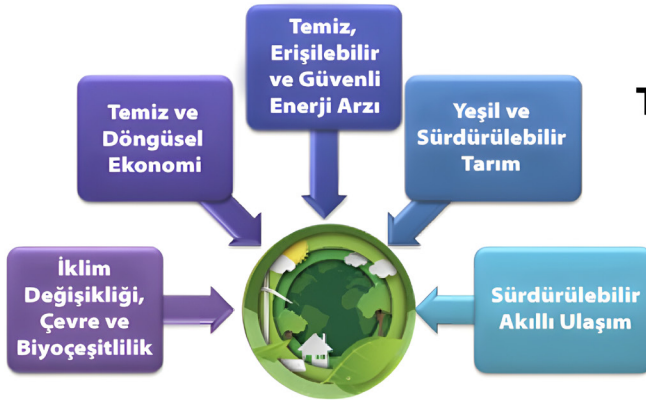 Temiz,
Erişilebilir
ve Güvenli
Enerji Arzı
Temiz ve
Döngüsel
Ekonomi
Yeşil ve
Sürdürülebilir
Tarım
T
İklim
Değişikliği,
Çevre ve
Biyoçeşitlilik
Sürdürülebilir
Akıllı Ulaşım